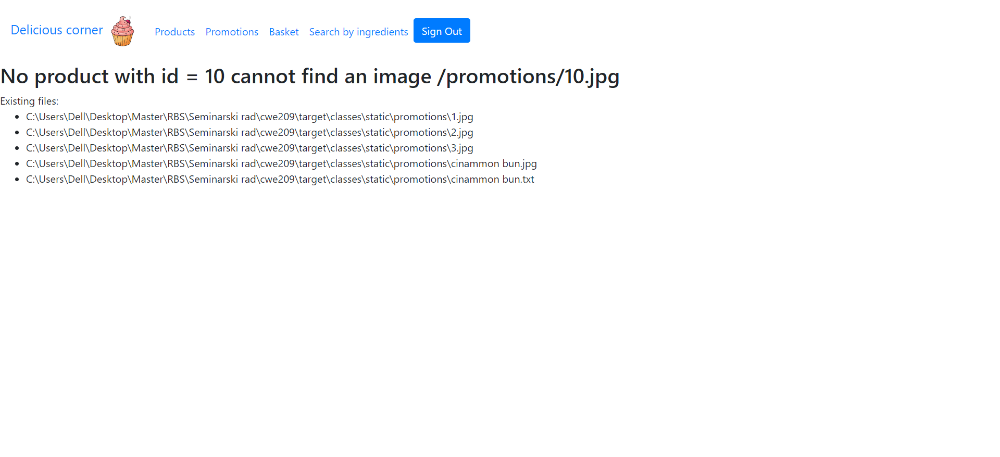 Delicious corner Products Promotions Basket Search by ingredients Sign Out
No product with id = 10 cannot find an image /promotions/10.jpg
Existing files:
C:\Users\Dell\Desktop\Master\RBS\Seminarski rad\cwe209\target\classes\static\promotions\1.jpg
C:\Users\Dell\Desktop\Master\RBS\Seminarski rad\cwe209\target\classes\static\promotions\2.jpg
C:\Users\Dell\Desktop\Master\RBS\Seminarski rad\cwe209\target\classes\static\promotions\3.jpg
C:\Users\Dell\Desktop\Master\RBS\Seminarski rad\cwe209\target\classes\static\promotions\cinammon bun.jpg
C:\Users\Dell\Desktop\Master\RBS\Seminarski rad\cwe209\target\classes\static\promotions\cinammon bun.txt